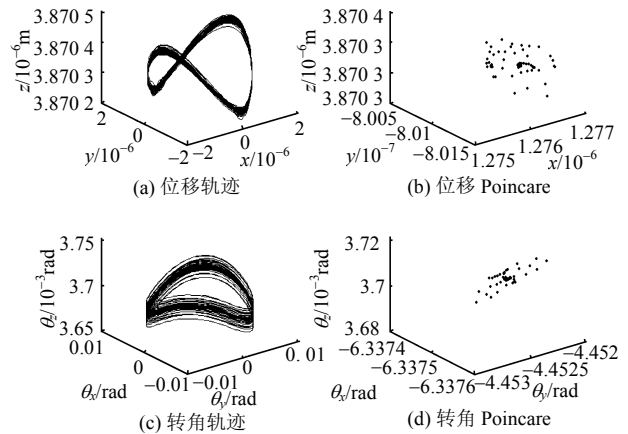 3.870 5
3.870 4
3.870 3
3.870 2
z/10⁻⁶m
2
0
−2
y/10⁻⁶
−2
0
2
x/10⁻⁶
(a) 位移轨迹
3.870 4
3.870 3
3.870 3
3.870 3
z/10⁻⁶m
−8.005
−8.01
−8.015
y/10⁻⁷
1.275
1.276
1.277
x/10⁻⁶
(b) 位移 Poincare
3.75
3.7
3.65
θz/10⁻³rad
0.01
0
−0.01
θx/rad
−0.01
0
0. 01
θy/rad
(c) 转角轨迹
3.72
3.7
3.68
θz/10⁻³rad
−6.3374
−6.3375
−6.3376
θx/rad
−4.453
−4.4525
−4.452
θy/rad
(d) 转角 Poincare